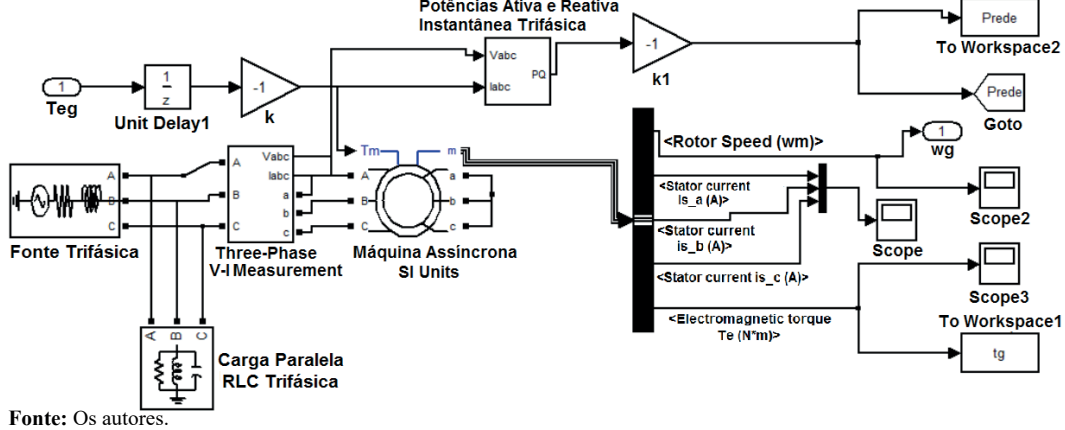 Potências Ativa e Reativa
Instantânea Trifásica
Vabc
Iabc
PQ
-1
k1
Prede
To Workspace2
Prede
Goto
1
Teg
1
z
Unit Delay1
-1
k
<Rotor Speed (wm)>
1
wg
Scope2
A
B
C
Fonte Trifásica
A
B
C
Vabc
Iabc
a
b
c
Three-Phase
V-I Measurement
Tm
m
A
B
C
a
b
c
Máquina Assíncrona
SI Units
<Stator current
is_a (A)>
<Stator current
is_b (A)>
<Stator current is_c (A)>
Scope
Scope3
<Electromagnetic torque
Te (N*m)>
To Workspace1
tg
A
B
C
Carga Paralela
RLC Trifásica
Fonte: Os autores.